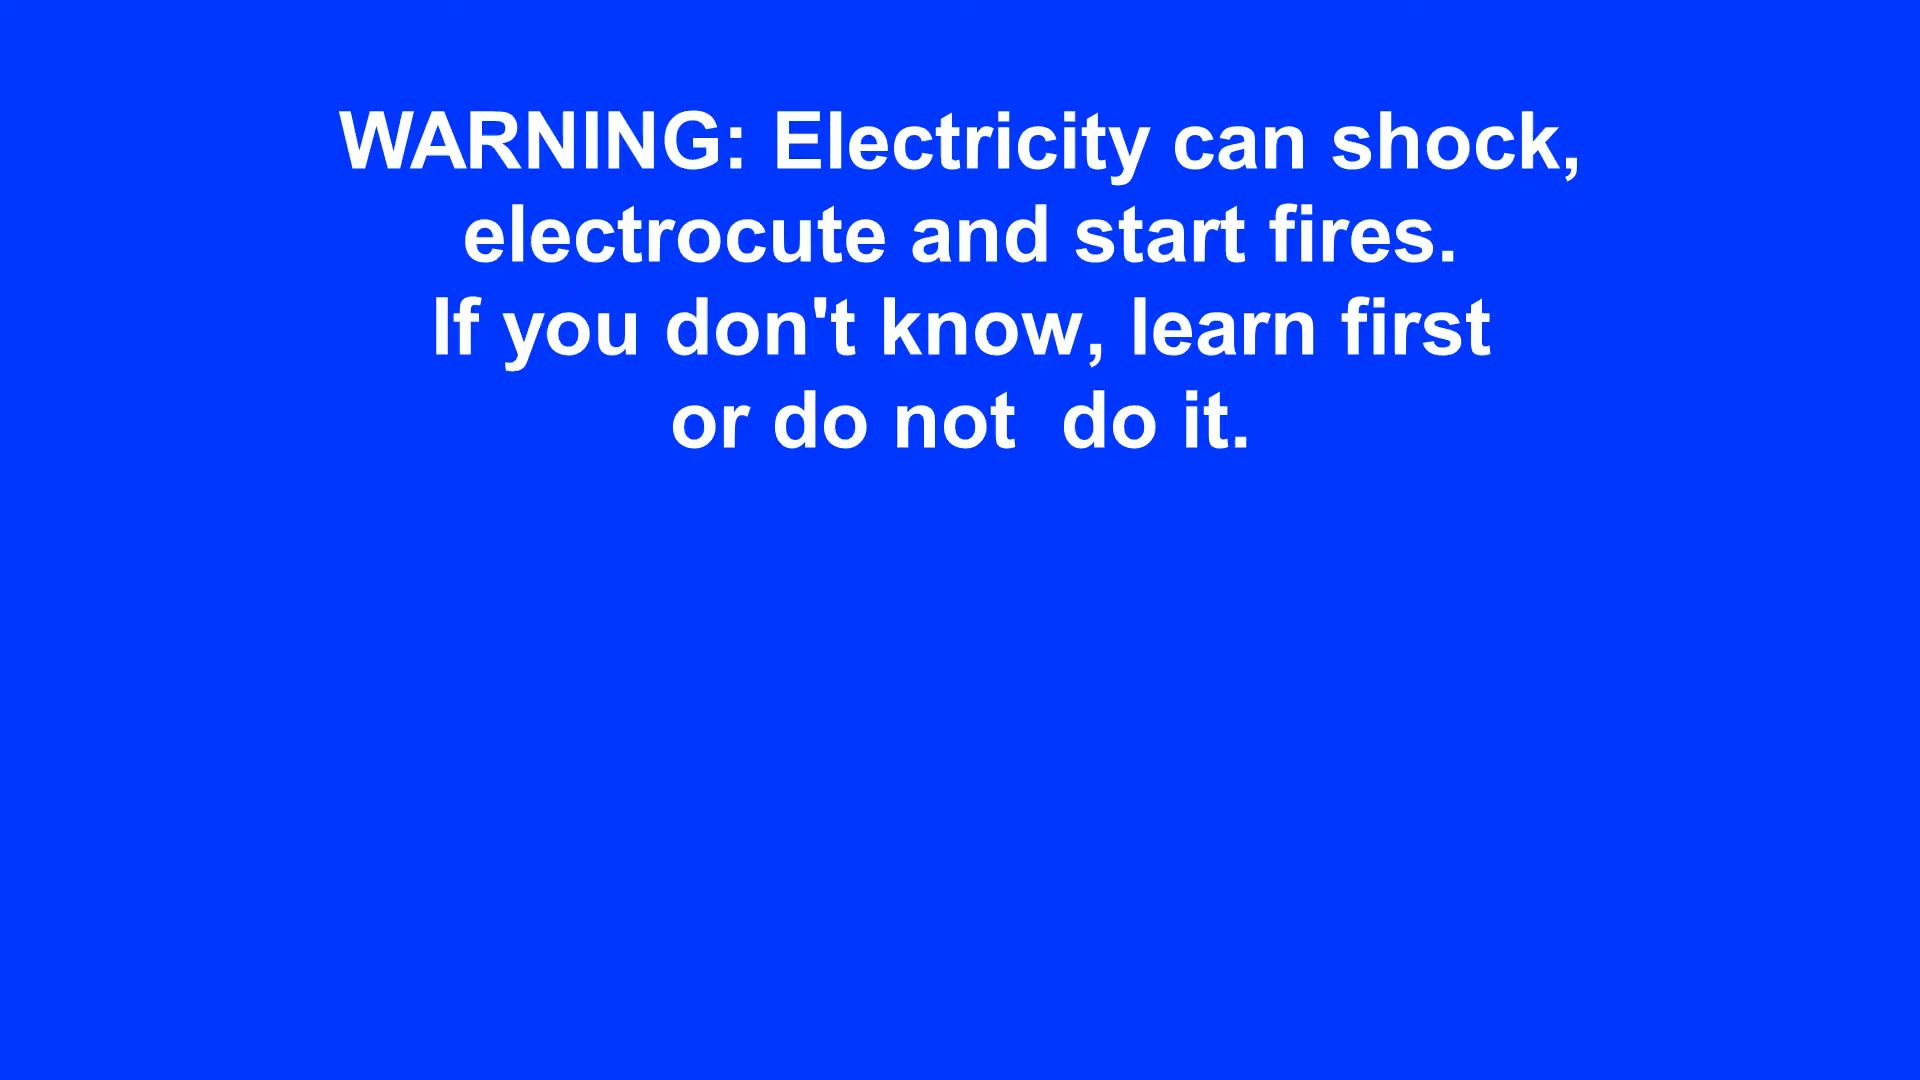 WARNING: Electricity can shock,
electrocute and start fires.
If you don't know, learn first
or do not  do it.